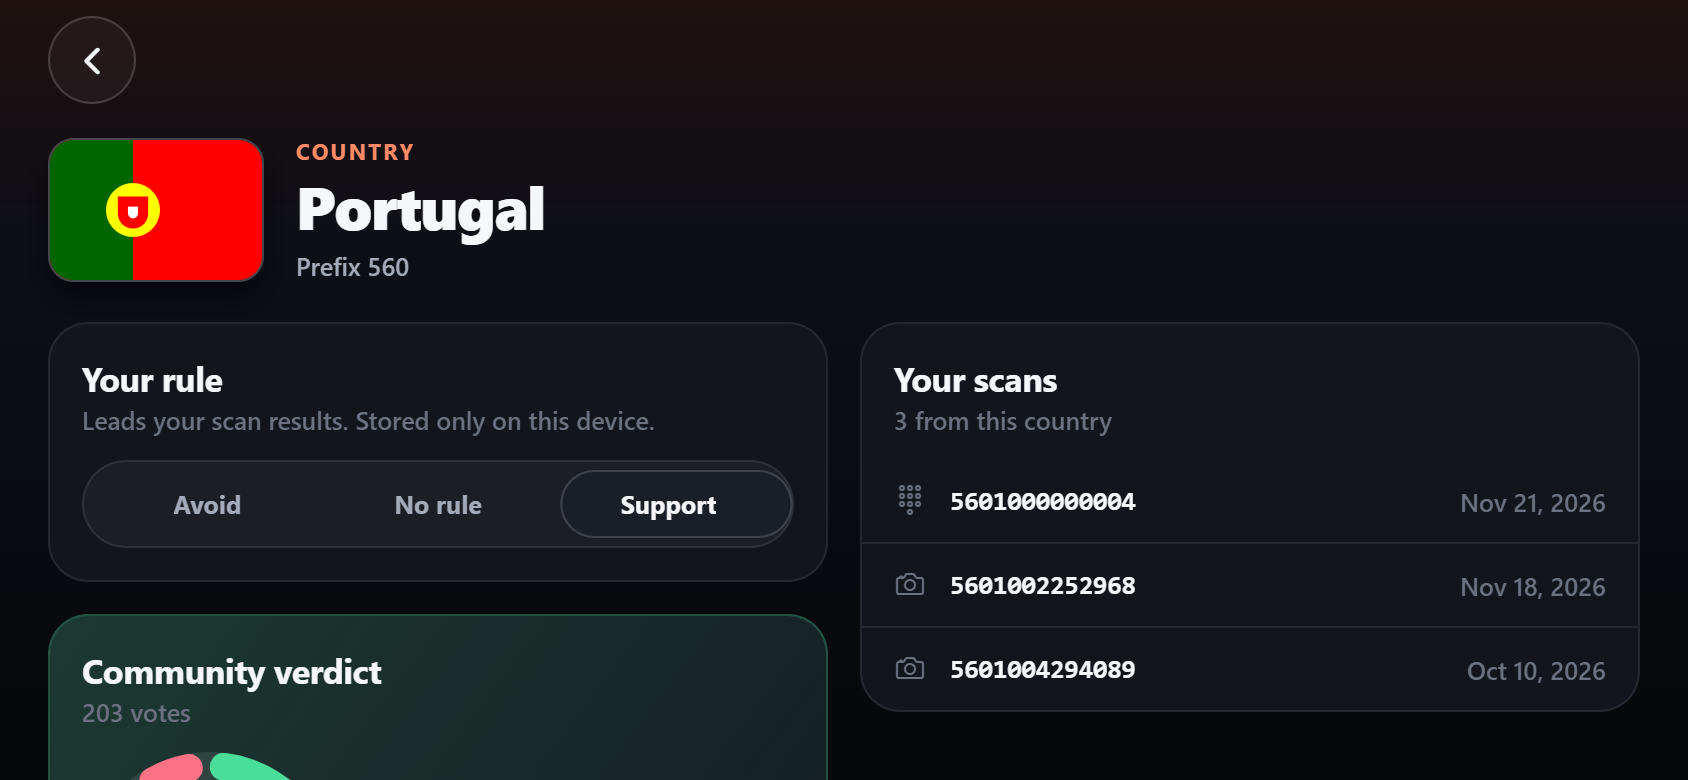 COUNTRY
Portugal
Prefix 560
Your rule
Leads your scan results. Stored only on this device.
Avoid No rule Support
Your scans
3 from this country
5601000000004 Nov 21, 2026
5601002252968 Nov 18, 2026
5601004294089 Oct 10, 2026
Community verdict
203 votes